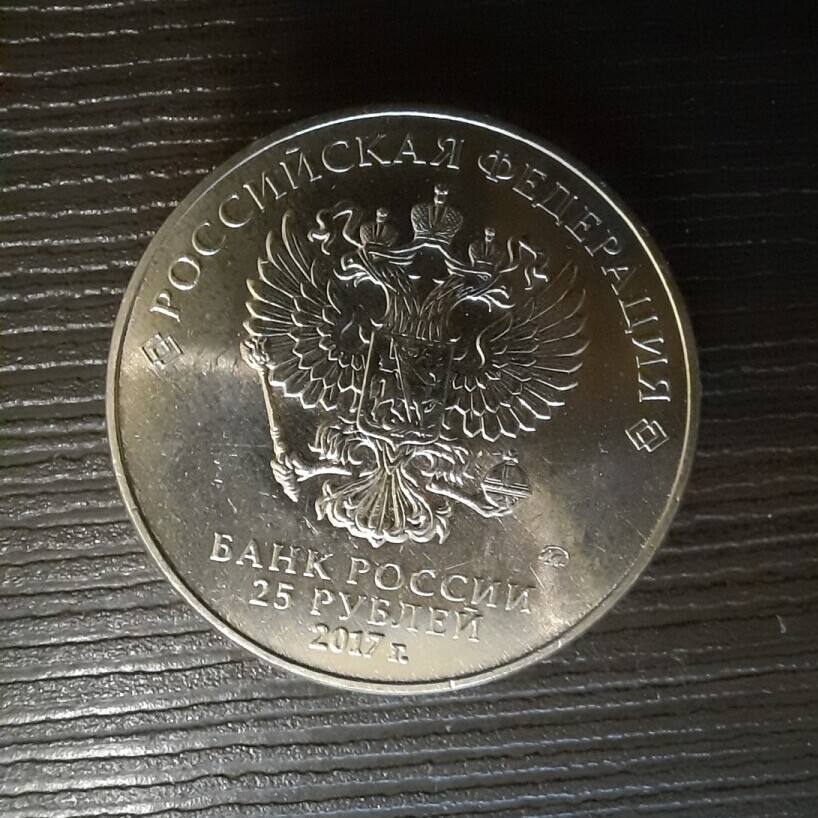 РОССИЙСКАЯ ФЕДЕРАЦИЯ
БАНК РОССИИ
25 РУБЛЕЙ
2017 г.